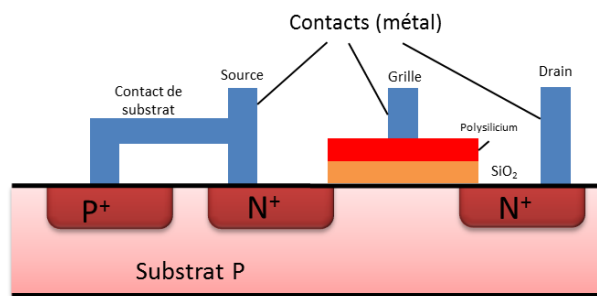 Contacts (métal)
Source
Grille
Drain
Contact de
substrat
Polysilicium
SiO₂
P⁺
N⁺
N⁺
Substrat P